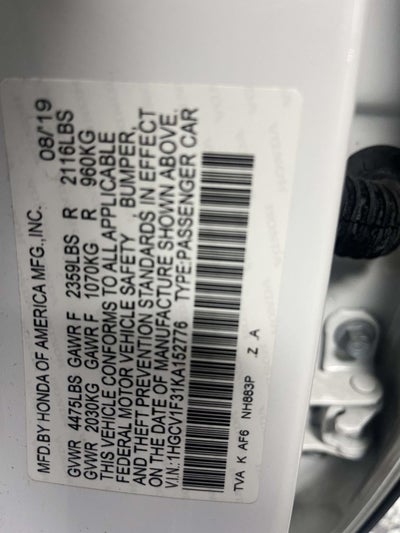 MFD.BY HONDA OF AMERICA MFG.,INC. 08/'19
GVWR 4475LBS GAWR F 2359LBS R 2116LBS
GVWR 2030KG GAWR F 1070KG R 960KG
THIS VEHICLE CONFORMS TO ALL APPLICABLE
FEDERAL MOTOR VEHICLE SAFETY , BUMPER,
AND THEFT PREVENTION STANDARDS IN EFFECT
ON THE DATE OF MANUFACTURE SHOWN ABOVE.
V.I.N.:1HGCV1F31KA152776 TYPE:PASSENGER CAR
TVA K AF6 NH883P .Z A